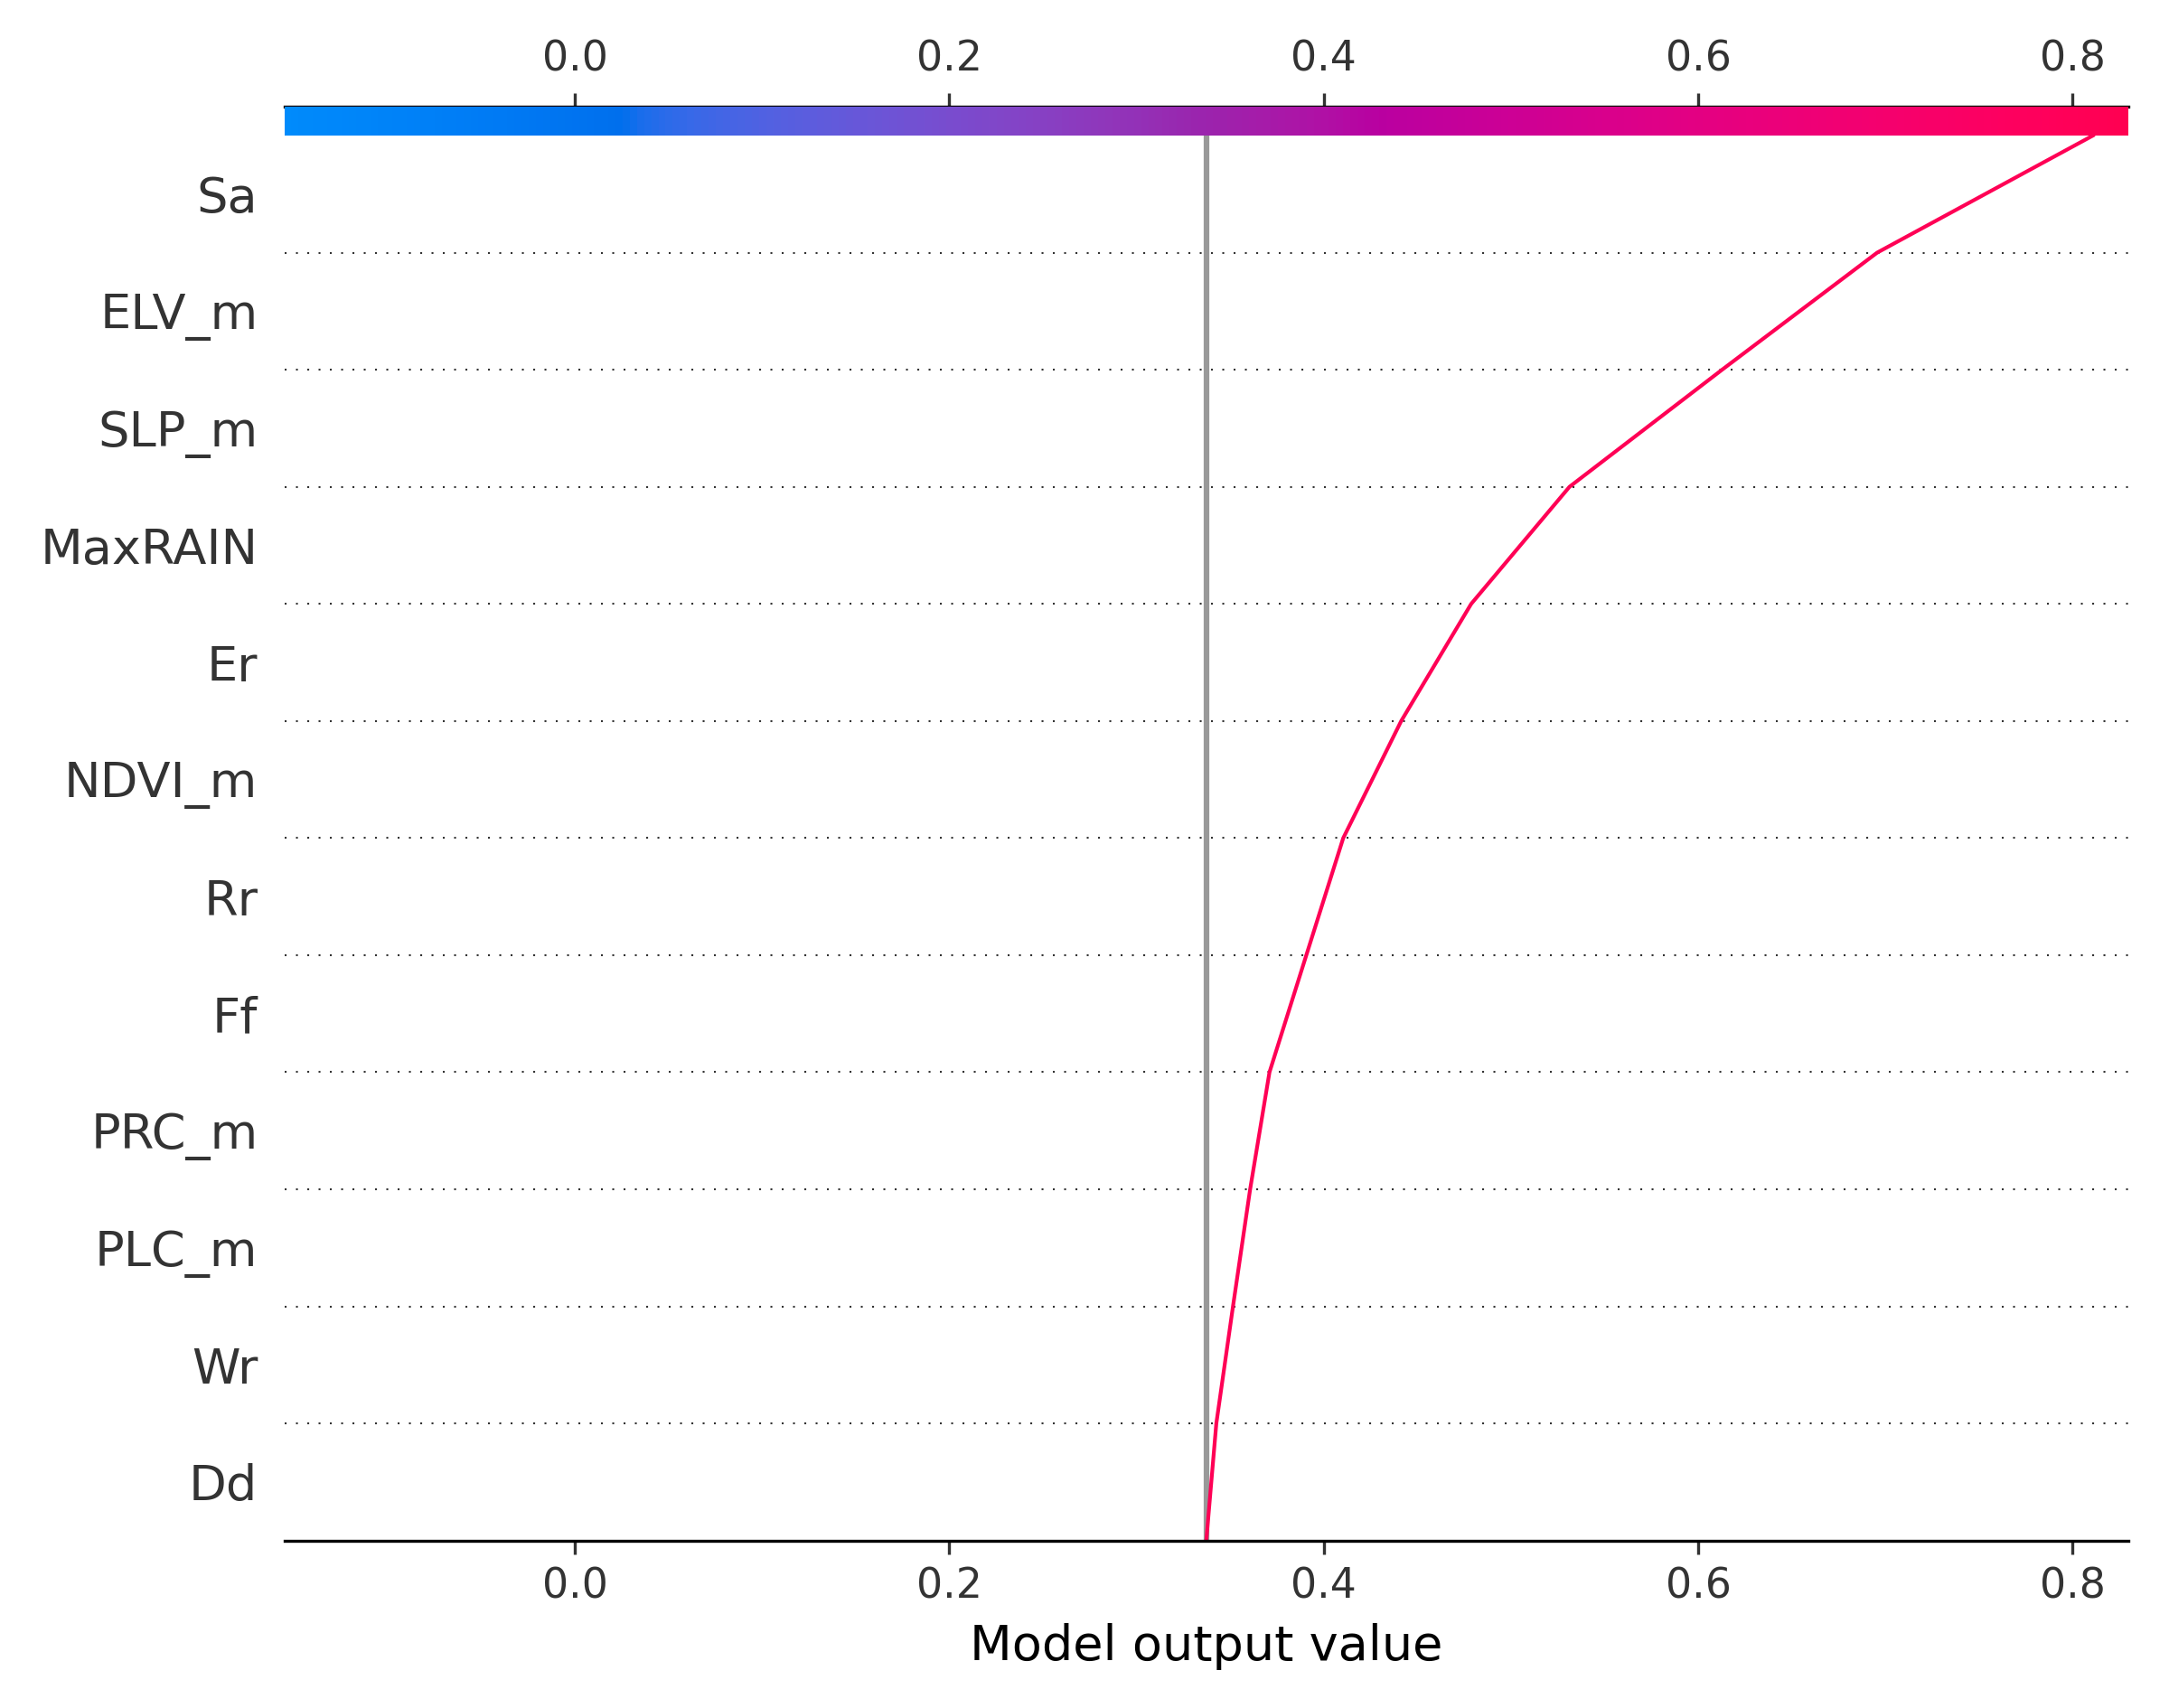 0.0 0.2 0.4 0.6 0.8
Sa
ELV_m
SLP_m
MaxRAIN
Er
NDVI_m
Rr
Ff
PRC_m
PLC_m
Wr
Dd
0.0 0.2 0.4 0.6 0.8
Model output value